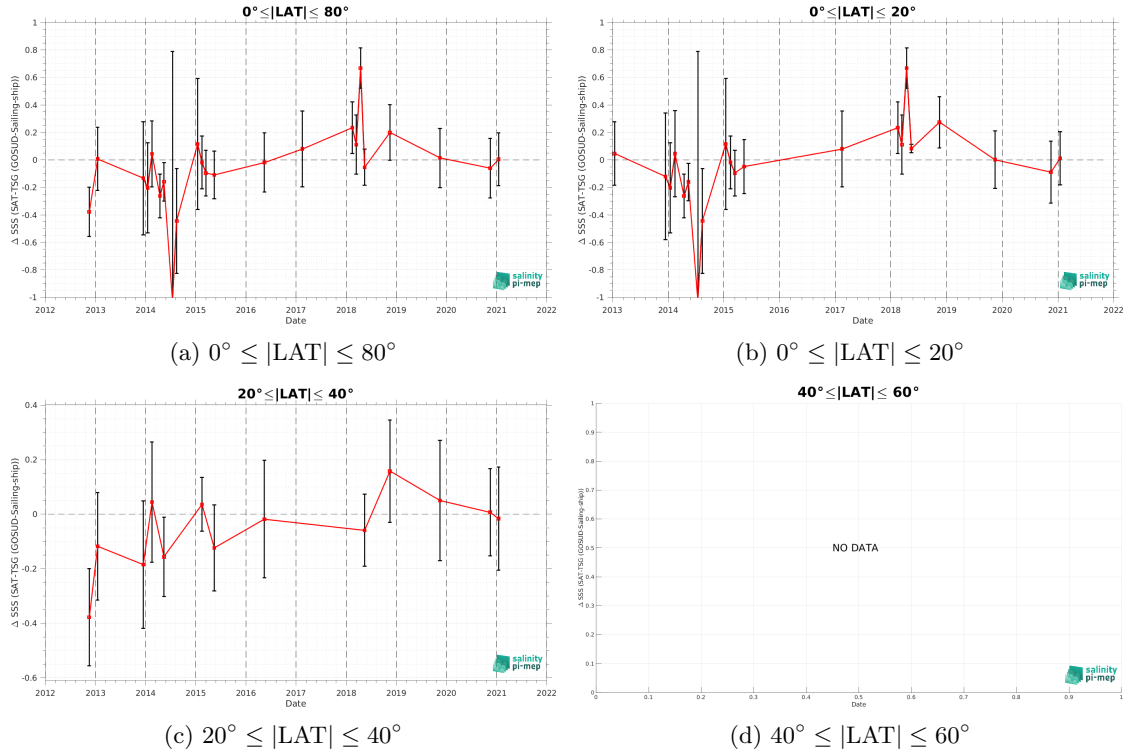 0°≤|LAT|≤ 80°
Δ SSS (SAT-TSG (GOSUD-Sailing-ship))
1
0.8
0.6
0.4
0.2
0
-0.2
-0.4
-0.6
-0.8
-1
salinity
pi-mep
2012 2013 2014 2015 2016 2017 2018 2019 2020 2021 2022
Date
(a) 0° ≤ |LAT| ≤ 80°
0°≤|LAT|≤ 20°
Δ SSS (SAT-TSG (GOSUD-Sailing-ship))
1
0.8
0.6
0.4
0.2
0
-0.2
-0.4
-0.6
-0.8
-1
salinity
pi-mep
2013 2014 2015 2016 2017 2018 2019 2020 2021 2022
Date
(b) 0° ≤ |LAT| ≤ 20°
20°≤|LAT|≤ 40°
Δ SSS (SAT-TSG (GOSUD-Sailing-ship))
0.4
0.2
0
-0.2
-0.4
-0.6
salinity
pi-mep
2012 2013 2014 2015 2016 2017 2018 2019 2020 2021 2022
Date
(c) 20° ≤ |LAT| ≤ 40°
40°≤|LAT|≤ 60°
Δ SSS (SAT-TSG (GOSUD-Sailing-ship))
1
0.9
0.8
0.7
0.6
0.5
0.4
0.3
0.2
0.1
0
NO DATA
salinity
pi-mep
0 0.1 0.2 0.3 0.4 0.5 0.6 0.7 0.8 0.9 1
Date
(d) 40° ≤ |LAT| ≤ 60°